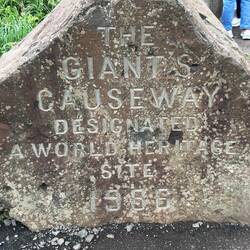 THE
GIANT'S
CAUSEWAY
DESIGNATED
A WORLD HERITAGE
SITE
1986